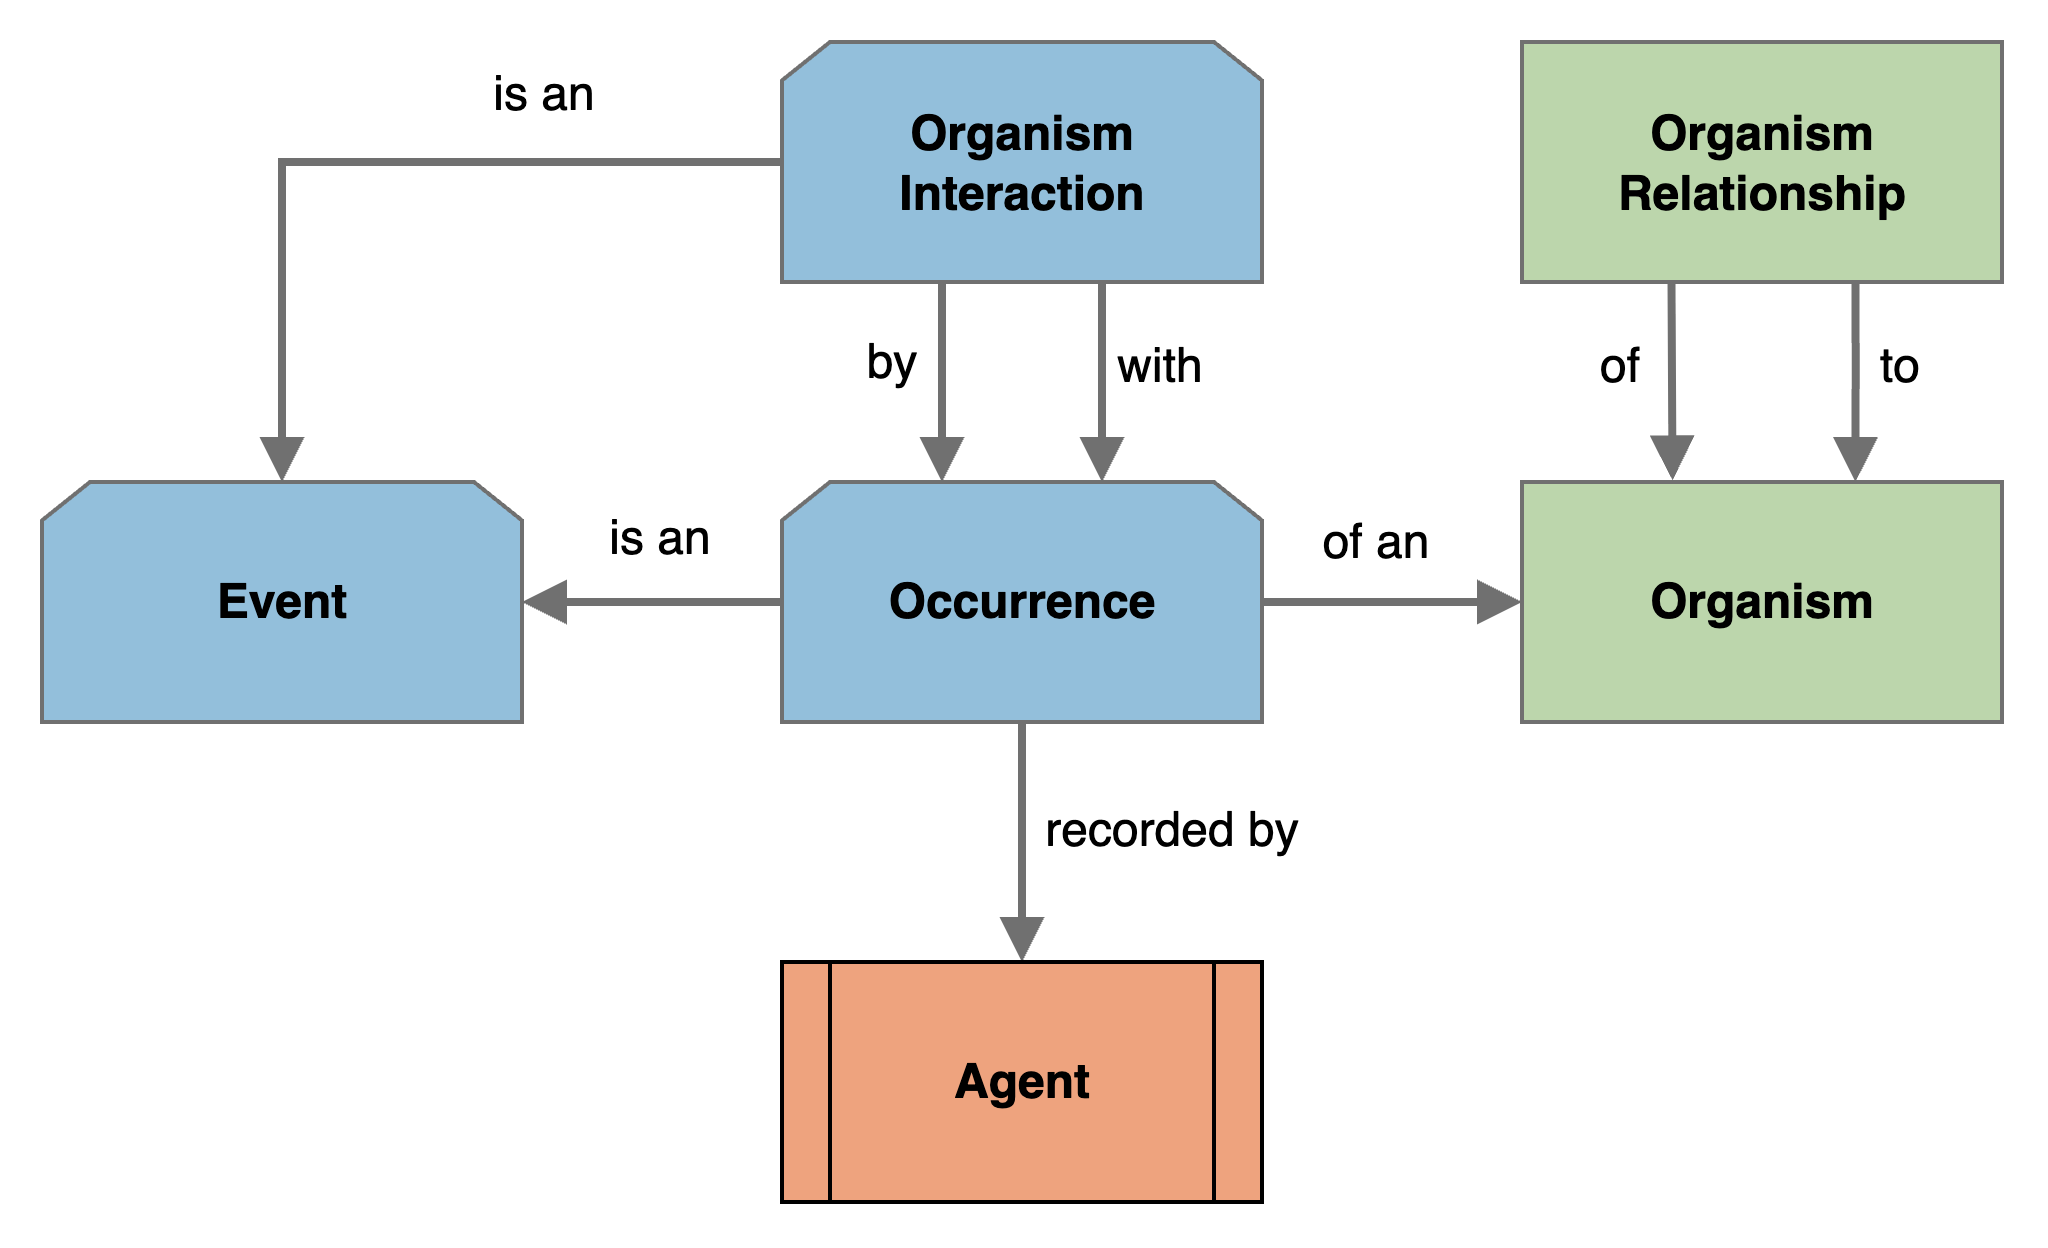 is an
Organism
Interaction
Organism
Relationship
by
with
of
to
Event
is an
Occurrence
of an
Organism
recorded by
Agent